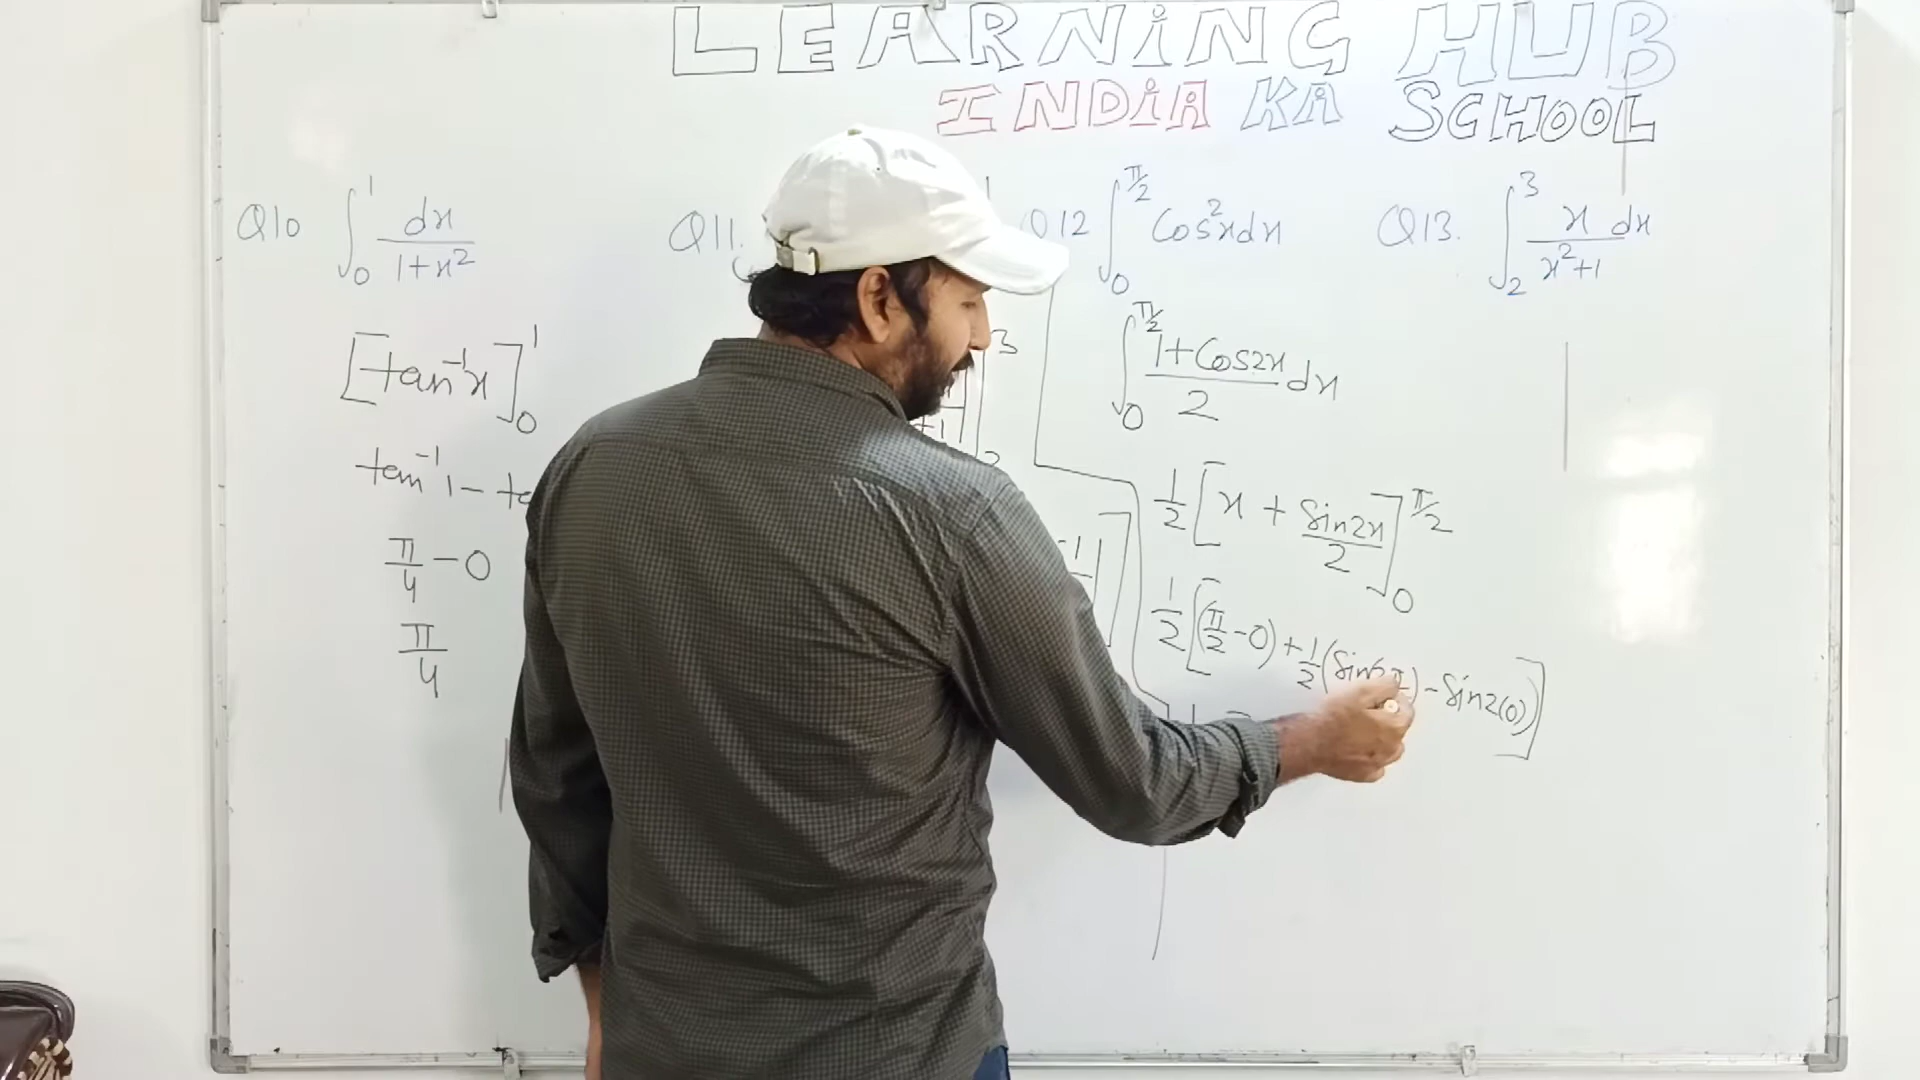 LEARNING HUB
INDIA KA SCHOOL
Q10 ∫₀¹ dx/(1+x²)
[tan⁻¹x]₀¹
tan⁻¹1 -
π/4 - 0
π/4
Q11.
Q12 ∫₀^(π/2) Cos²x dx
∫₀^(π/2) (1+Cos2x)/2 dx
1/2 [x + Sin2x/2]₀^(π/2)
1/2 [(π/2 - 0) + 1/2 (Sin2π/2) - Sin2(0))]
Q13. ∫₂³ x dx/(x²+1)